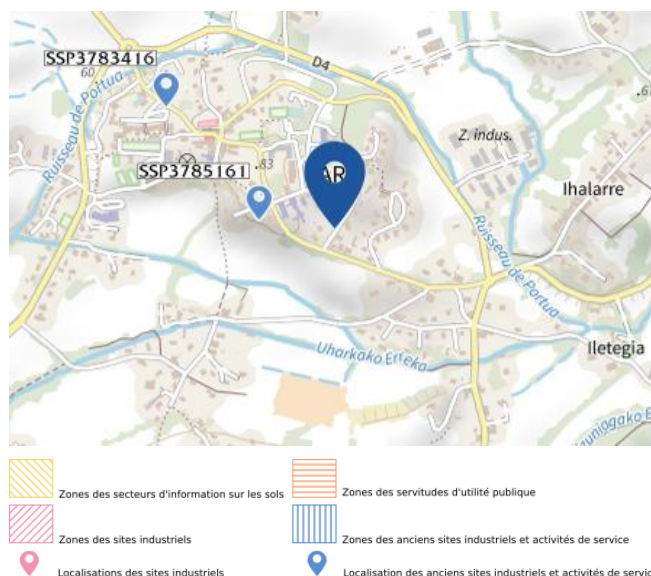 SSP3783416
60
D4
Ruisseau de Portua
Z. indus.
SSP3785161
83
AR
Ihalarre
Ruisseau de Portua
Iletegia
Uharkako Erreka
Zones des secteurs d'information sur les sols
Zones des servitudes d'utilité publique
Zones des sites industriels
Zones des anciens sites industriels et activités de service
Localisations des sites industriels
Localisation des anciens sites industriels et activités de servic